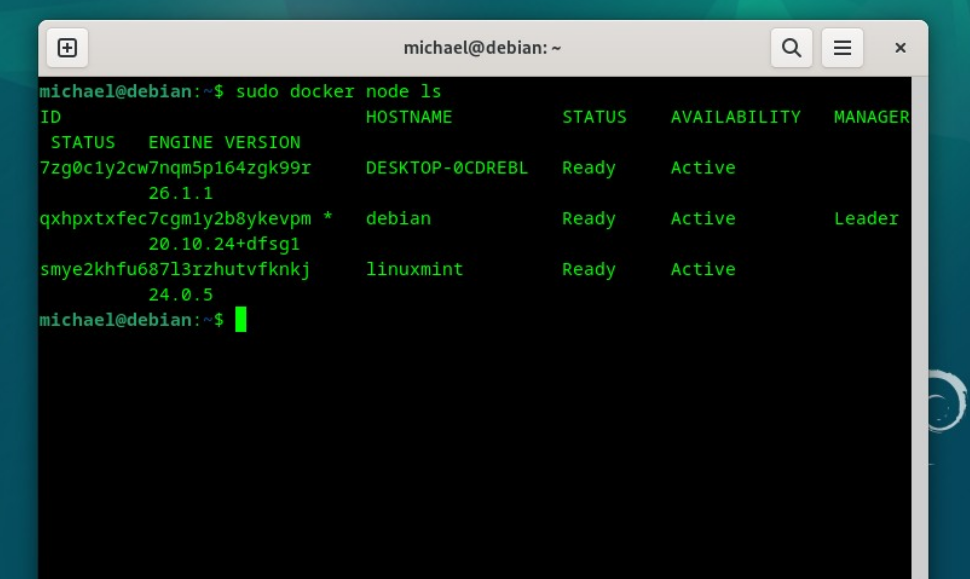 michael@debian: ~
michael@debian:~$ sudo docker node ls
ID                            HOSTNAME          STATUS    AVAILABILITY   MANAGER
 STATUS   ENGINE VERSION
7zg0c1y2cw7nqm5p164zgk99r     DESKTOP-0CDREBL   Ready     Active
          26.1.1
qxhpxtxfec7cgm1y2b8ykevpm *   debian            Ready     Active         Leader
          20.10.24+dfsg1
smye2khfu687l3rzhutvfknkj     linuxmint         Ready     Active
          24.0.5
michael@debian:~$